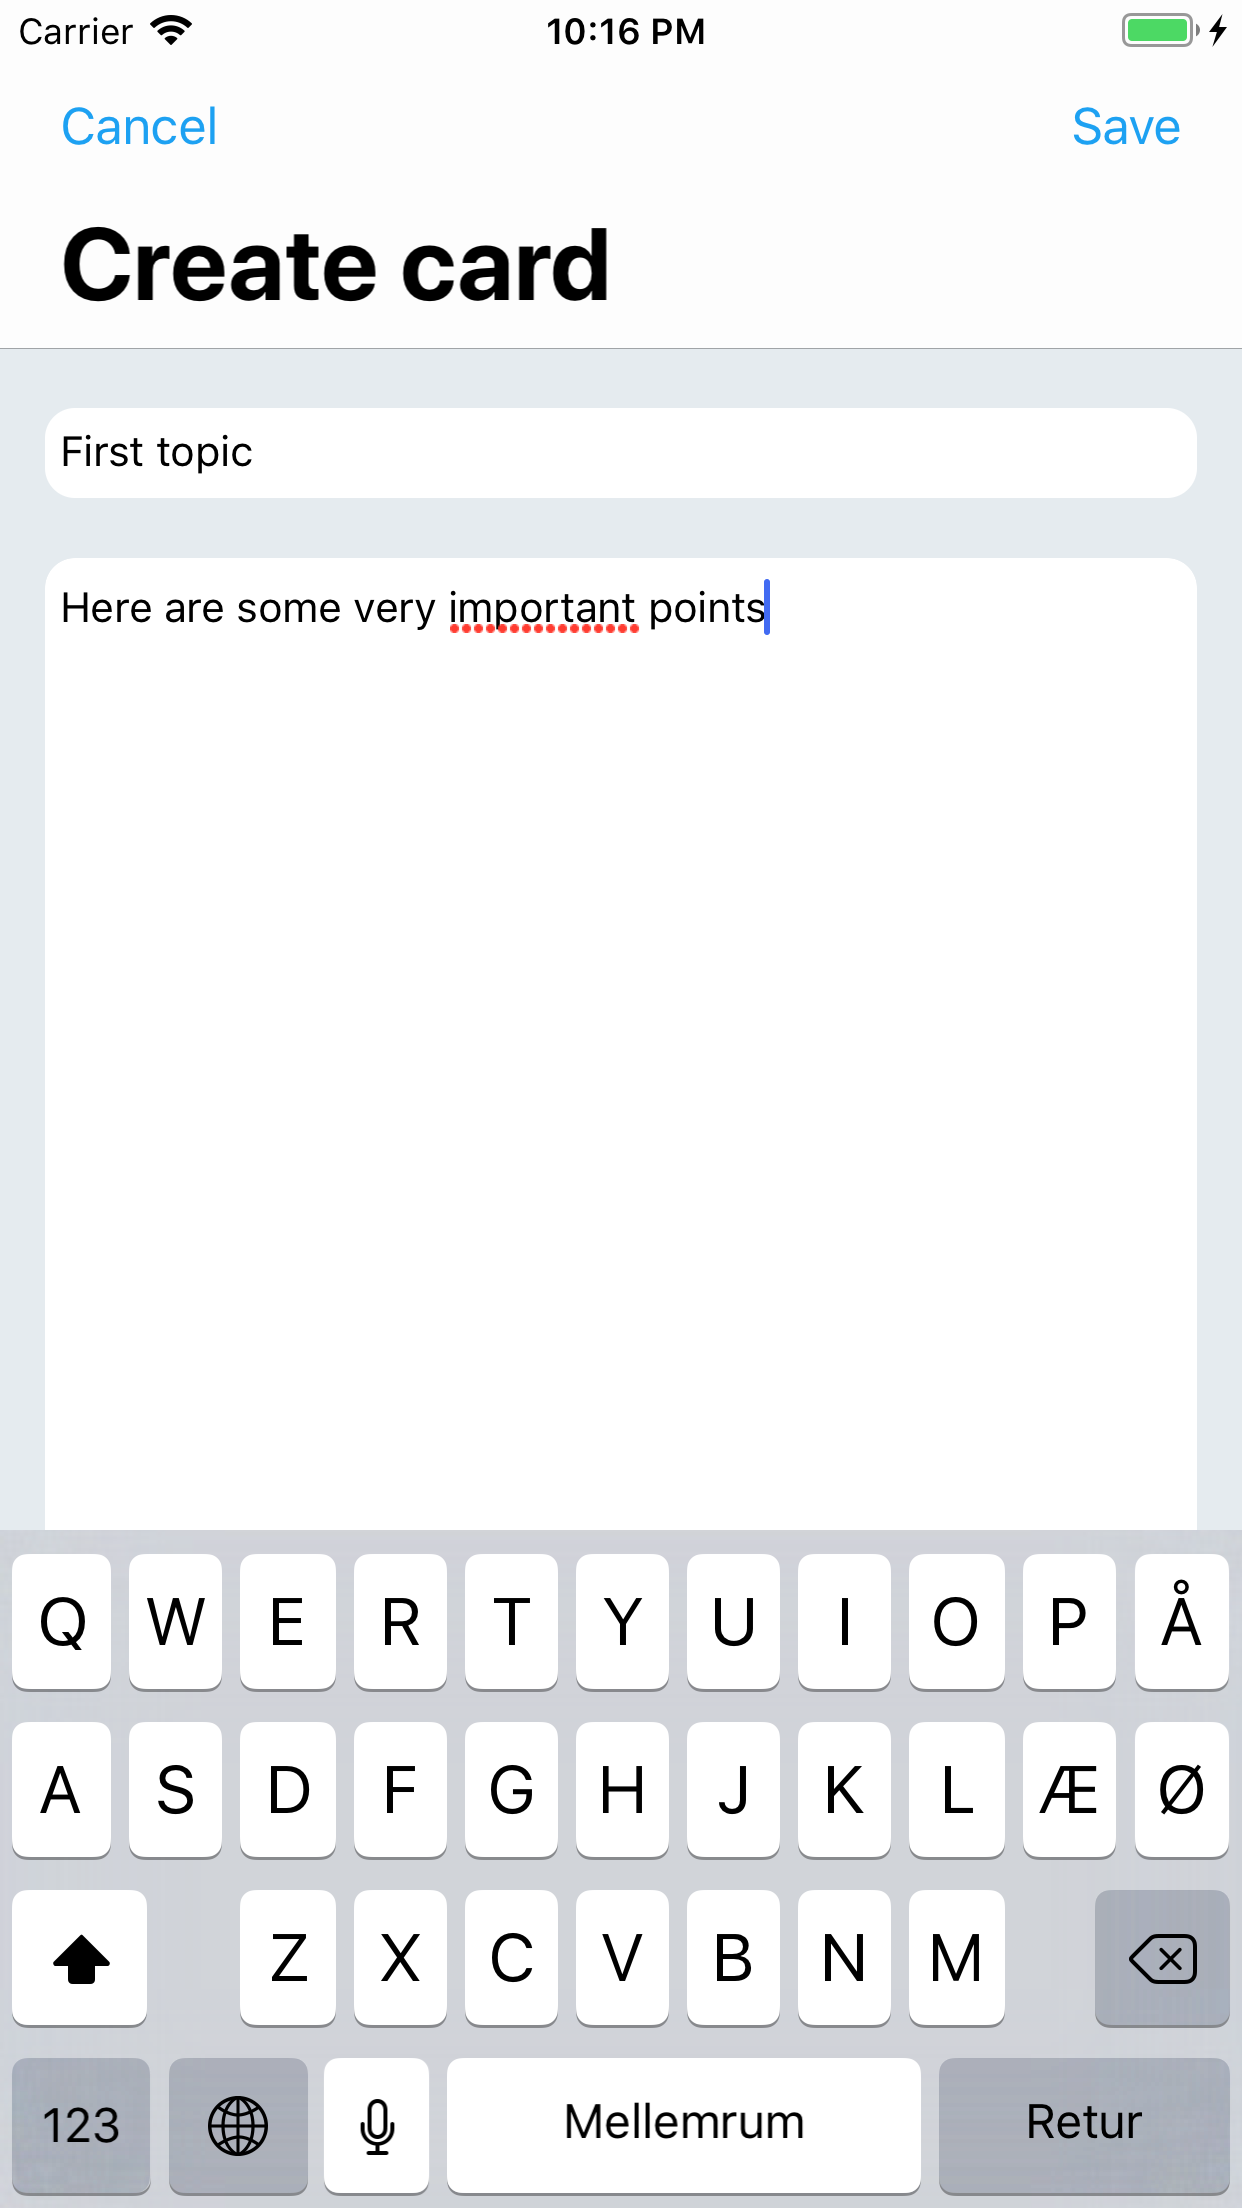 Carrier 10:16 PM
Cancel Save
Create card
First topic
Here are some very important points
Q W E R T Y U I O P Å
A S D F G H J K L Æ Ø
Z X C V B N M
123 Mellemrum Retur